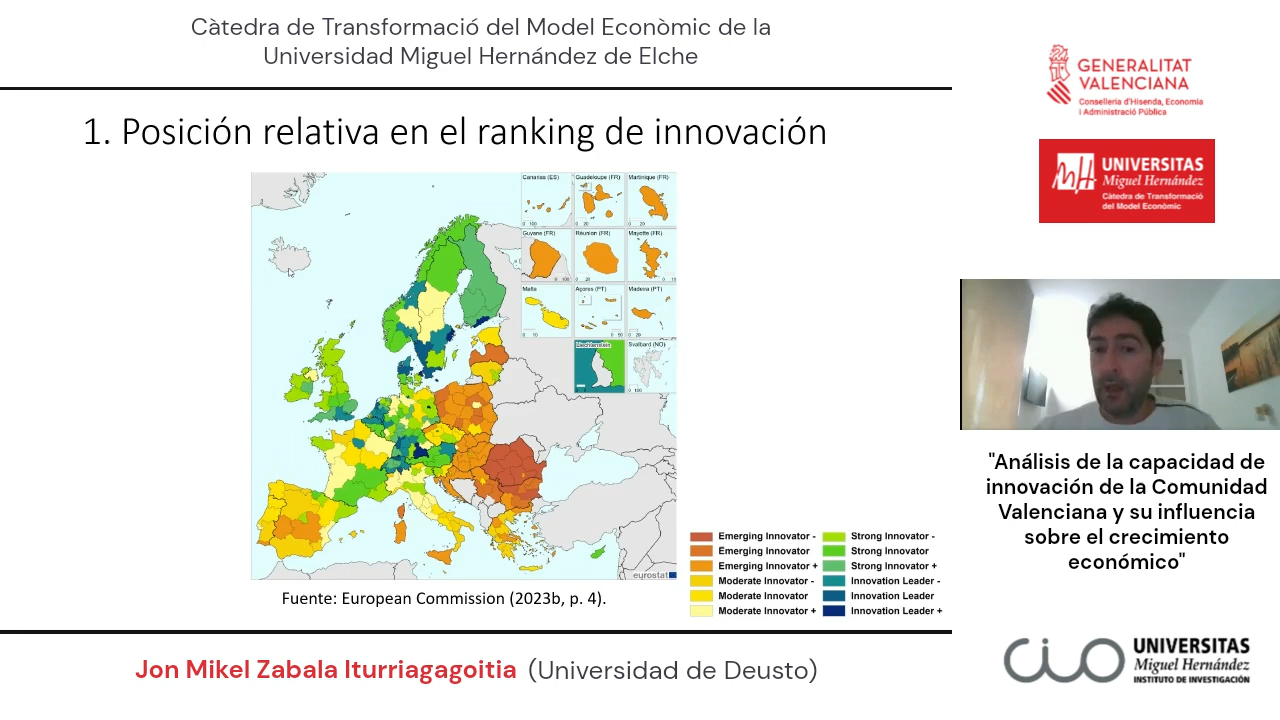 Càtedra de Transformació del Model Econòmic de la
Universidad Miguel Hernández de Elche
1. Posición relativa en el ranking de innovación
Canarias (ES)
Guadeloupe (FR)
Martinique (FR)
Guyane (FR)
Réunion (FR)
Mayotte (FR)
Malta
Açores (PT)
Madeira (PT)
Liechtenstein
Svalbard (NO)
eurostat
Emerging Innovator -
Emerging Innovator
Emerging Innovator +
Moderate Innovator -
Moderate Innovator
Moderate Innovator +
Strong Innovator -
Strong Innovator
Strong Innovator +
Innovation Leader -
Innovation Leader
Innovation Leader +
Fuente: European Commission (2023b, p. 4).
Jon Mikel Zabala Iturriagagoitia (Universidad de Deusto)
GENERALITAT
VALENCIANA
Conselleria d'Hisenda, Economia
i Administració Pública
UNIVERSITAS
Miguel Hernández
Càtedra de Transformació
del Model Econòmic
"Análisis de la capacidad de
innovación de la Comunidad
Valenciana y su influencia
sobre el crecimiento
económico"
CIO
UNIVERSITAS
Miguel Hernández
INSTITUTO DE INVESTIGACIÓN